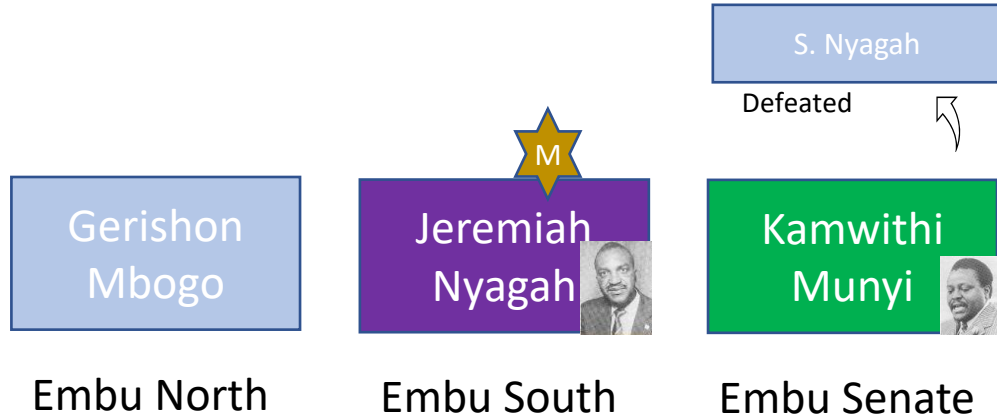 S. Nyagah
Defeated
M
Gerishon
Mbogo
Jeremiah
Nyagah
Kamwithi
Munyi
Embu North
Embu South
Embu Senate